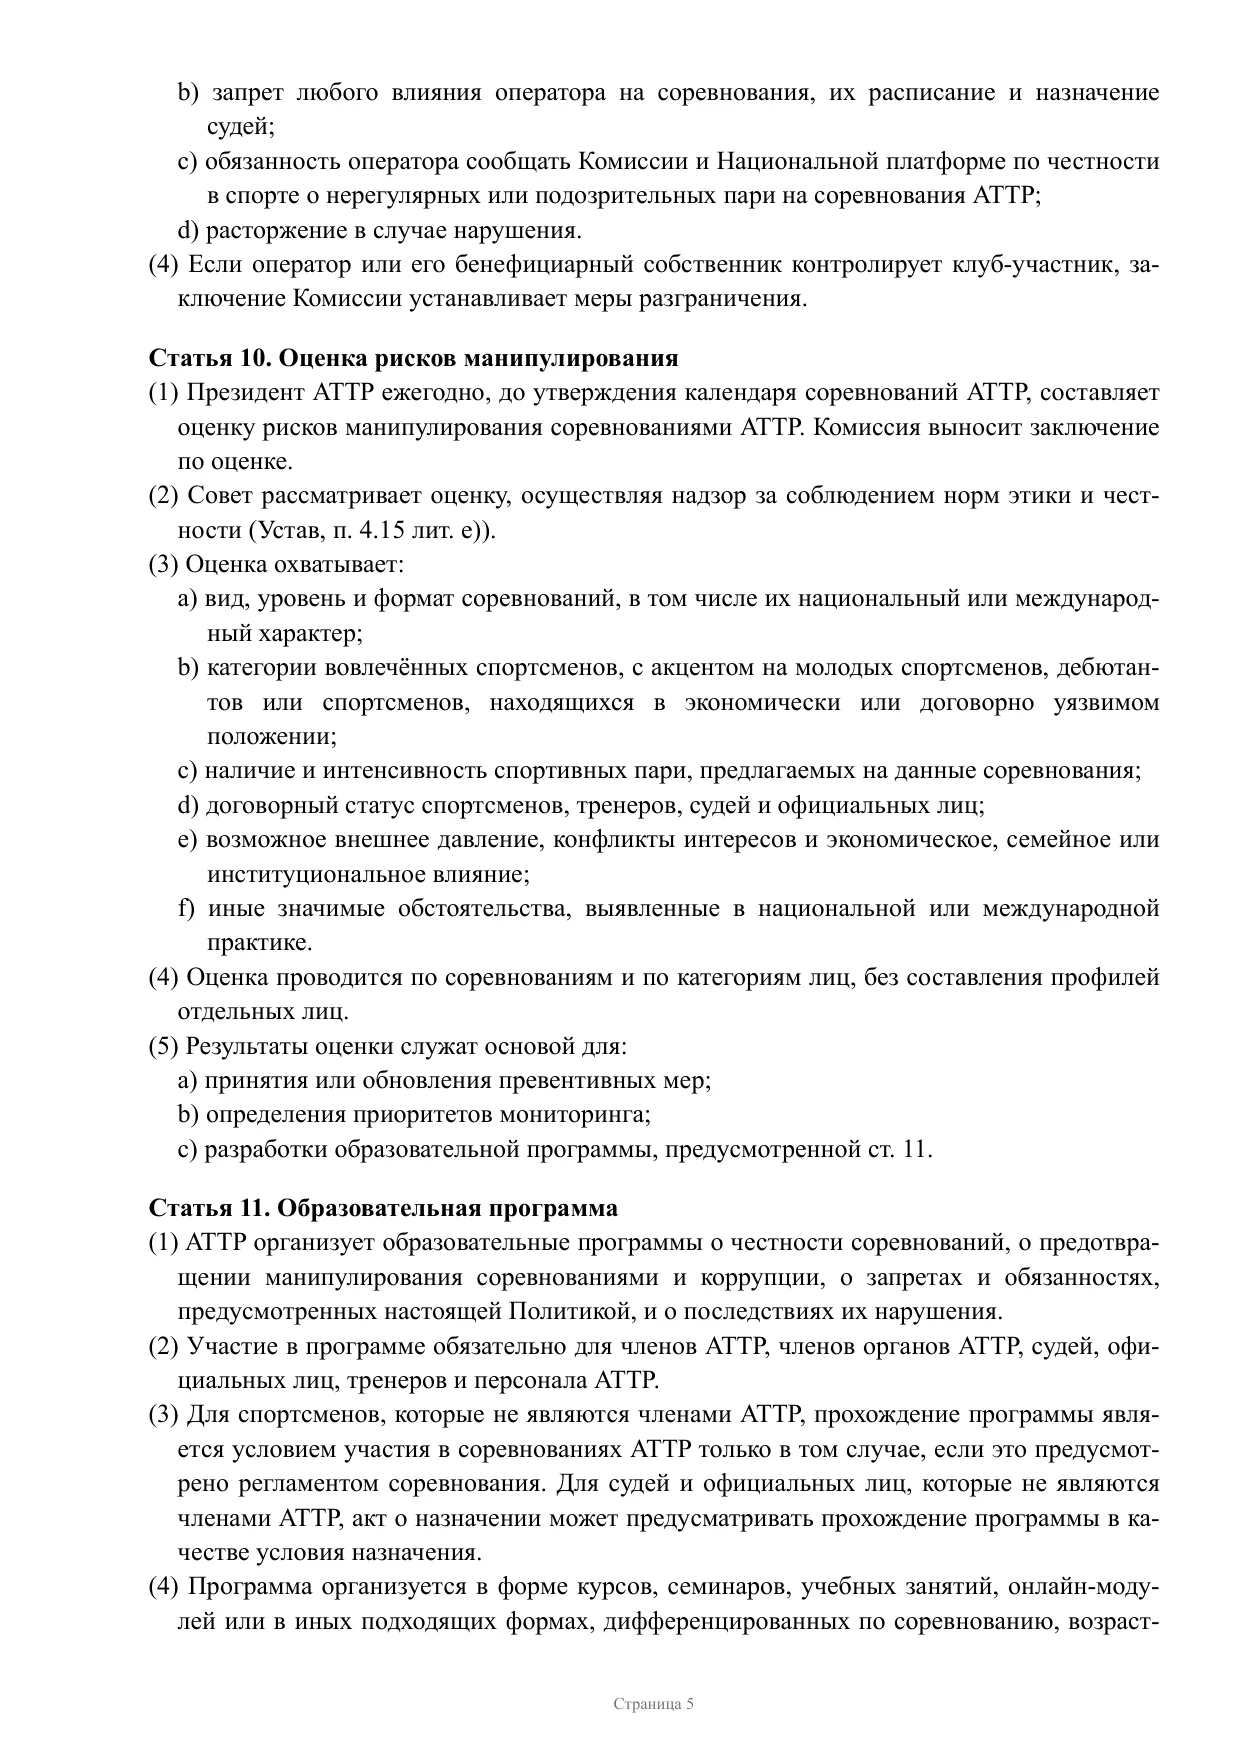 b) запрет любого влияния оператора на соревнования, их расписание и назначение
судей;
c) обязанность оператора сообщать Комиссии и Национальной платформе по честности
в спорте о нерегулярных или подозрительных пари на соревнования АТТР;
d) расторжение в случае нарушения.
(4) Если оператор или его бенефициарный собственник контролирует клуб-участник, за-
ключение Комиссии устанавливает меры разграничения.
Статья 10. Оценка рисков манипулирования
(1) Президент АТТР ежегодно, до утверждения календаря соревнований АТТР, составляет
оценку рисков манипулирования соревнованиями АТТР. Комиссия выносит заключение
по оценке.
(2) Совет рассматривает оценку, осуществляя надзор за соблюдением норм этики и чест-
ности (Устав, п. 4.15 лит. e)).
(3) Оценка охватывает:
a) вид, уровень и формат соревнований, в том числе их национальный или международ-
ный характер;
b) категории вовлечённых спортсменов, с акцентом на молодых спортсменов, дебютан-
тов или спортсменов, находящихся в экономически или договорно уязвимом
положении;
c) наличие и интенсивность спортивных пари, предлагаемых на данные соревнования;
d) договорный статус спортсменов, тренеров, судей и официальных лиц;
e) возможное внешнее давление, конфликты интересов и экономическое, семейное или
институциональное влияние;
f) иные значимые обстоятельства, выявленные в национальной или международной
практике.
(4) Оценка проводится по соревнованиям и по категориям лиц, без составления профилей
отдельных лиц.
(5) Результаты оценки служат основой для:
a) принятия или обновления превентивных мер;
b) определения приоритетов мониторинга;
c) разработки образовательной программы, предусмотренной ст. 11.
Статья 11. Образовательная программа
(1) АТТР организует образовательные программы о честности соревнований, о предотвра-
щении манипулирования соревнованиями и коррупции, о запретах и обязанностях,
предусмотренных настоящей Политикой, и о последствиях их нарушения.
(2) Участие в программе обязательно для членов АТТР, членов органов АТТР, судей, офи-
циальных лиц, тренеров и персонала АТТР.
(3) Для спортсменов, которые не являются членами АТТР, прохождение программы явля-
ется условием участия в соревнованиях АТТР только в том случае, если это предусмот-
рено регламентом соревнования. Для судей и официальных лиц, которые не являются
членами АТТР, акт о назначении может предусматривать прохождение программы в ка-
честве условия назначения.
(4) Программа организуется в форме курсов, семинаров, учебных занятий, онлайн-моду-
лей или в иных подходящих формах, дифференцированных по соревнованию, возраст-
Страница 5